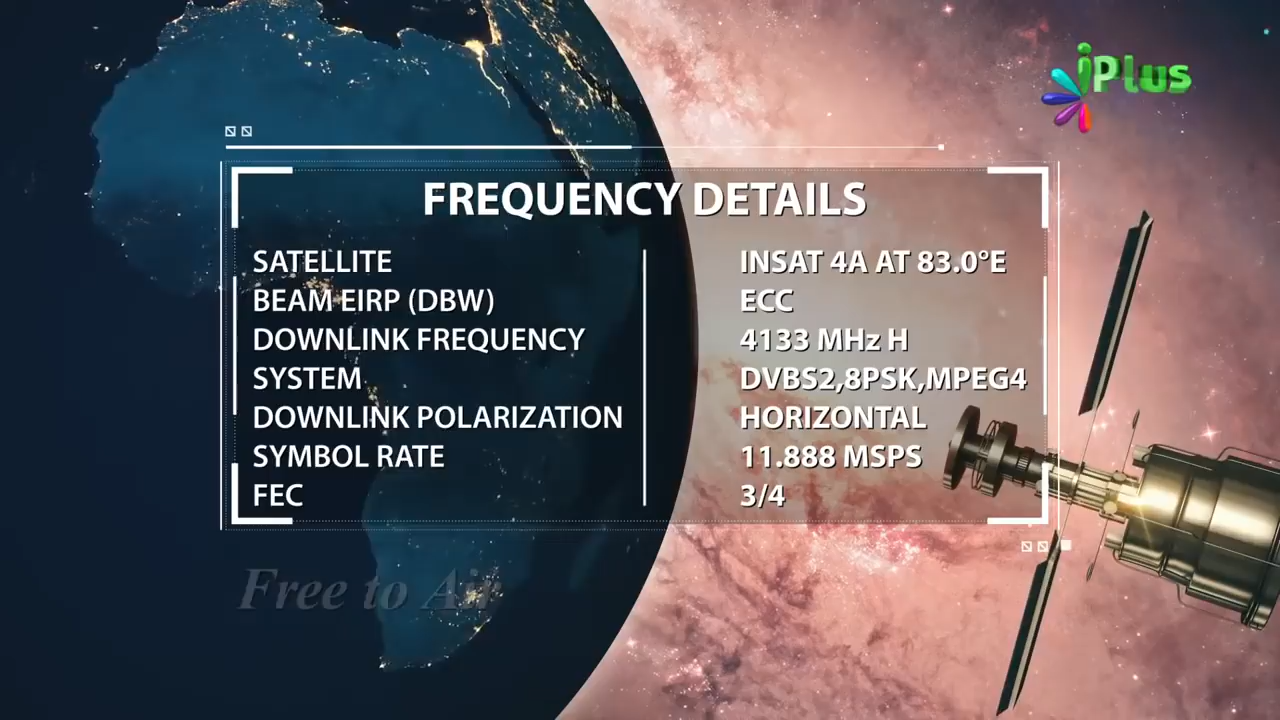 iPlus
FREQUENCY DETAILS
SATELLITE INSAT 4A AT 83.0°E
BEAM EIRP (DBW) ECC
DOWNLINK FREQUENCY 4133 MHz H
SYSTEM DVBS2,8PSK,MPEG4
DOWNLINK POLARIZATION HORIZONTAL
SYMBOL RATE 11.888 MSPS
FEC 3/4
Free to Air